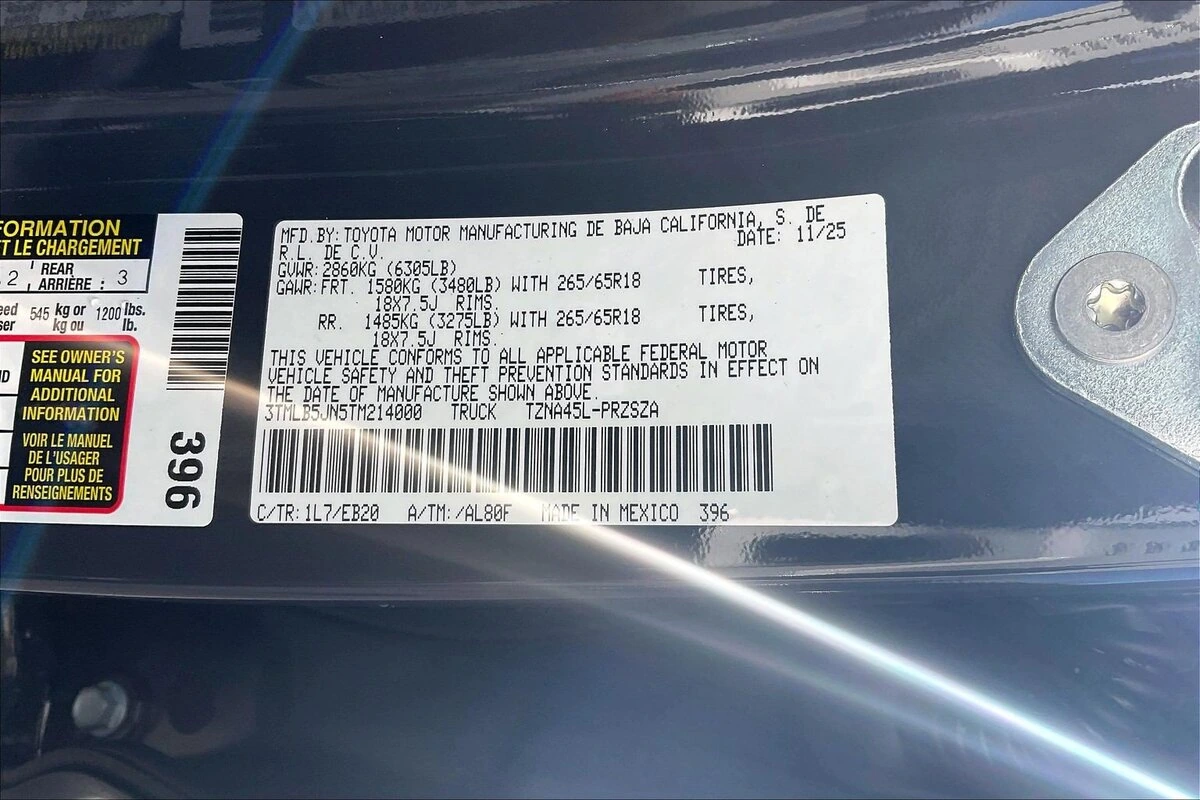 FORMATION
ET LE CHARGEMENT
2 REAR
ARRIÈRE : 3
545 kg or 1200 lbs.
kg ou lb.
SEE OWNER'S
MANUAL FOR
ADDITIONAL
INFORMATION
VOIR LE MANUEL
DE L'USAGER
POUR PLUS DE
RENSEIGNEMENTS
396
MFD. BY: TOYOTA MOTOR MANUFACTURING DE BAJA CALIFORNIA, S. DE
R.L. DE C.V. DATE: 11/25
GVWR: 2860KG (6305LB)
GAWR: FRT. 1580KG (3480LB) WITH 265/65R18 TIRES,
18X7.5J RIMS.
RR. 1485KG (3275LB) WITH 265/65R18 TIRES,
18X7.5J RIMS.
THIS VEHICLE CONFORMS TO ALL APPLICABLE FEDERAL MOTOR
VEHICLE SAFETY AND THEFT PREVENTION STANDARDS IN EFFECT ON
THE DATE OF MANUFACTURE SHOWN ABOVE.
3TMLB5JN5TM214000 TRUCK TZNA45L-PRZSZA
C/TR: 1L7/EB20 A/TM: /AL80F MADE IN MEXICO 396